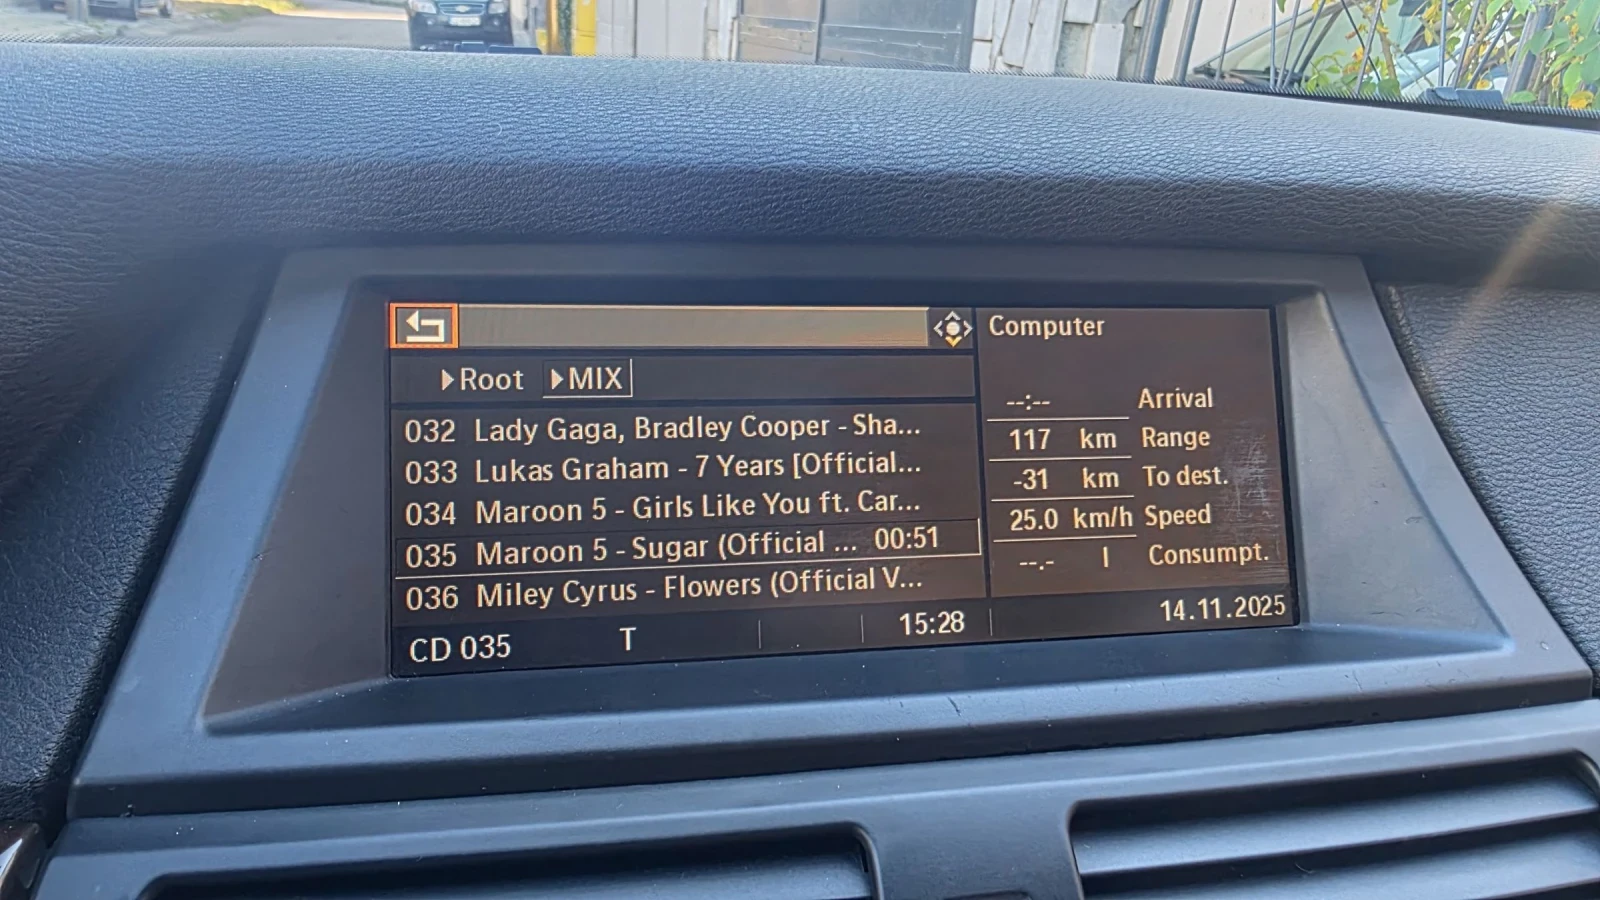 Computer
Root MIX
032 Lady Gaga, Bradley Cooper - Sha...
033 Lukas Graham - 7 Years [Official...
034 Maroon 5 - Girls Like You ft. Car...
035 Maroon 5 - Sugar (Official ... 00:51
036 Miley Cyrus - Flowers (Official V...
--:-- Arrival
117 km Range
-31 km To dest.
25.0 km/h Speed
--.- l Consumpt.
CD 035 T 15:28 14.11.2025